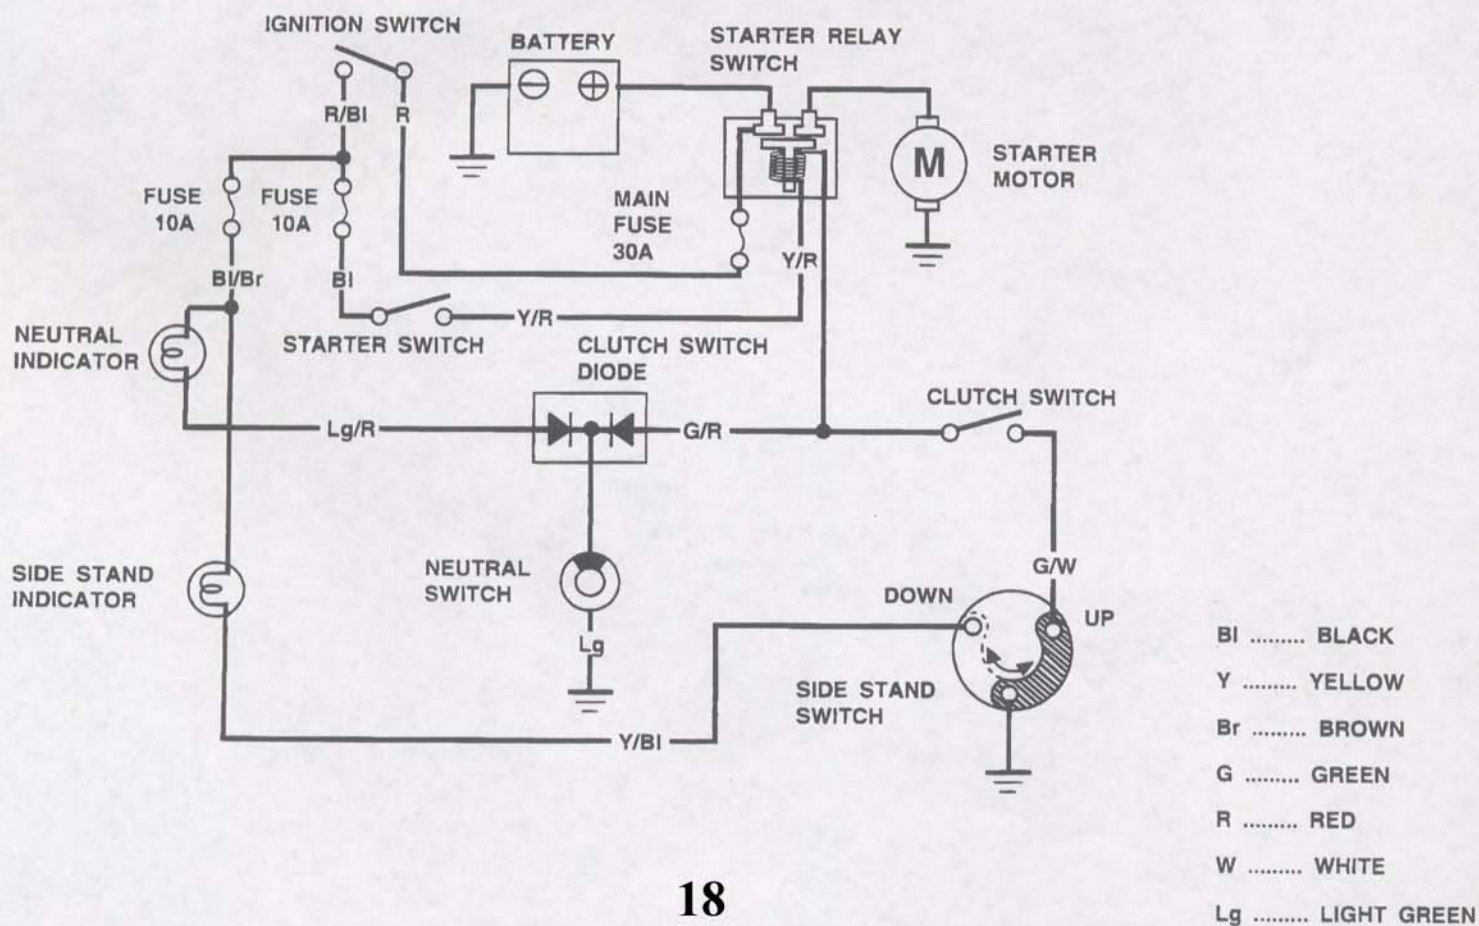 IGNITION SWITCH
BATTERY
STARTER RELAY
SWITCH
R/Bl
R
FUSE
10A
FUSE
10A
MAIN
FUSE
30A
M
STARTER
MOTOR
Y/R
Bl/Br
Bl
Y/R
NEUTRAL
INDICATOR
STARTER SWITCH
CLUTCH SWITCH
DIODE
CLUTCH SWITCH
Lg/R
G/R
SIDE STAND
INDICATOR
NEUTRAL
SWITCH
Lg
G/W
DOWN
UP
SIDE STAND
SWITCH
Y/Bl
Bl ......... BLACK
Y ......... YELLOW
Br ......... BROWN
G ......... GREEN
R ......... RED
W ......... WHITE
Lg ......... LIGHT GREEN
18